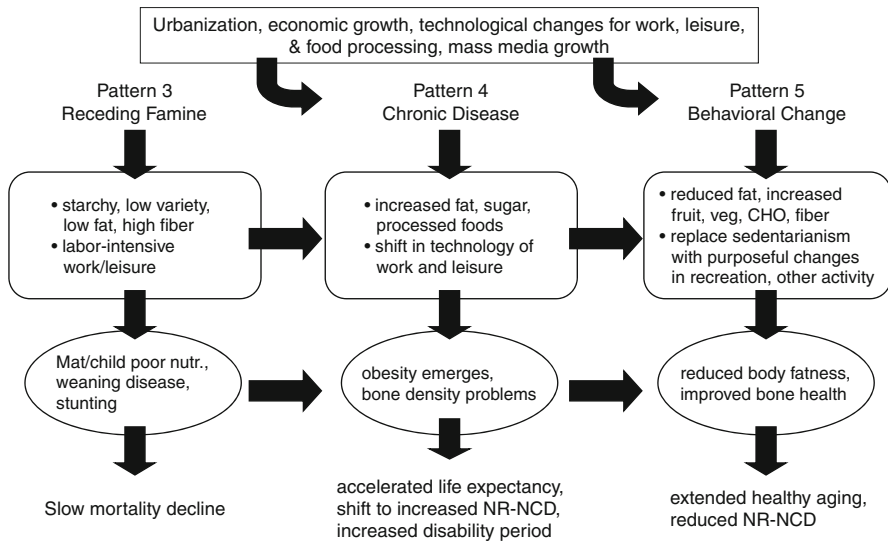 Urbanization, economic growth, technological changes for work, leisure,
& food processing, mass media growth
Pattern 3
Receding Famine
Pattern 4
Chronic Disease
Pattern 5
Behavioral Change
• starchy, low variety,
low fat, high fiber
• labor-intensive
work/leisure
• increased fat, sugar,
processed foods
• shift in technology of
work and leisure
• reduced fat, increased
fruit, veg, CHO, fiber
• replace sedentarianism
with purposeful changes
in recreation, other activity
Mat/child poor nutr.,
weaning disease,
stunting
obesity emerges,
bone density problems
reduced body fatness,
improved bone health
Slow mortality decline
accelerated life expectancy,
shift to increased NR-NCD,
increased disability period
extended healthy aging,
reduced NR-NCD